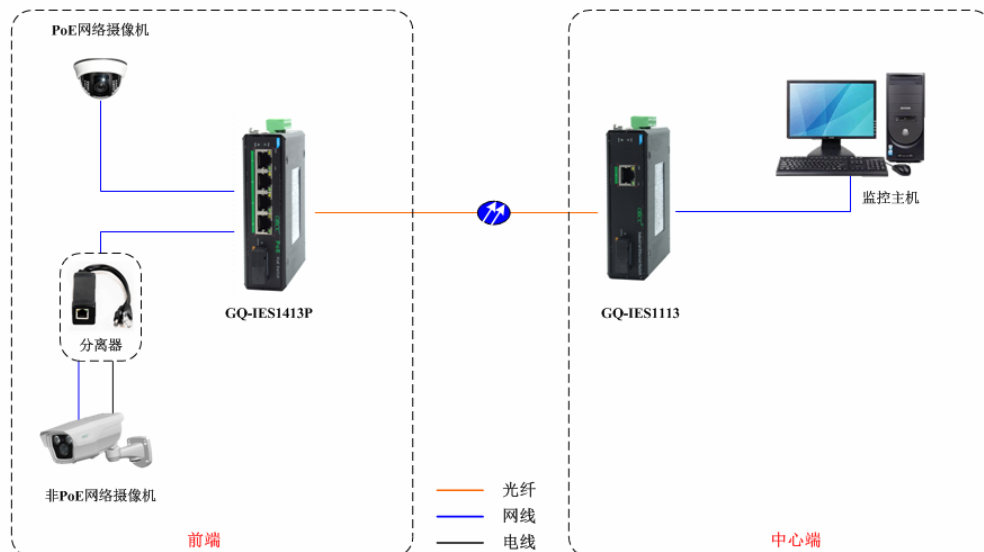 PoE网络摄像机
监控主机
GQ-IES1413P
GQ-IES1113
分离器
非PoE网络摄像机
光纤
网线
电线
前端
中心端